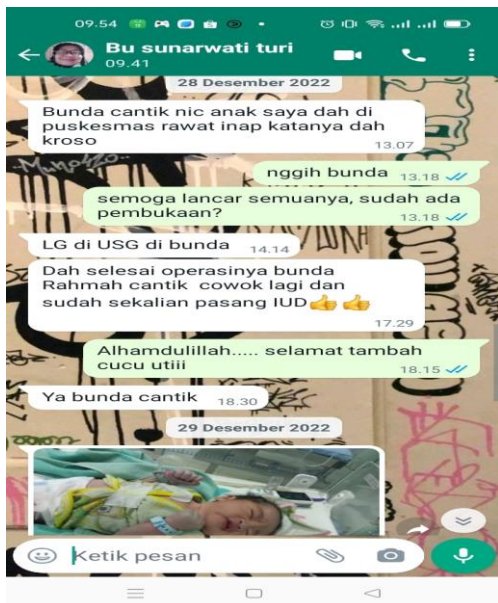 09.54
Bu sunarwati turi
09.41
28 Desember 2022
Bunda cantik nic anak saya dah di
puskesmas rawat inap katanya dah
kroso
13.07
nggih bunda 13.18
semoga lancar semuanya, sudah ada
pembukaan?
13.18
LG di USG di bunda 14.14
Dah selesai operasinya bunda
Rahmah cantik cowok lagi dan
sudah sekalian pasang IUD👍👍
17.29
Alhamdulillah..... selamat tambah
cucu utiii
18.15
Ya bunda cantik 18.30
29 Desember 2022
Ketik pesan